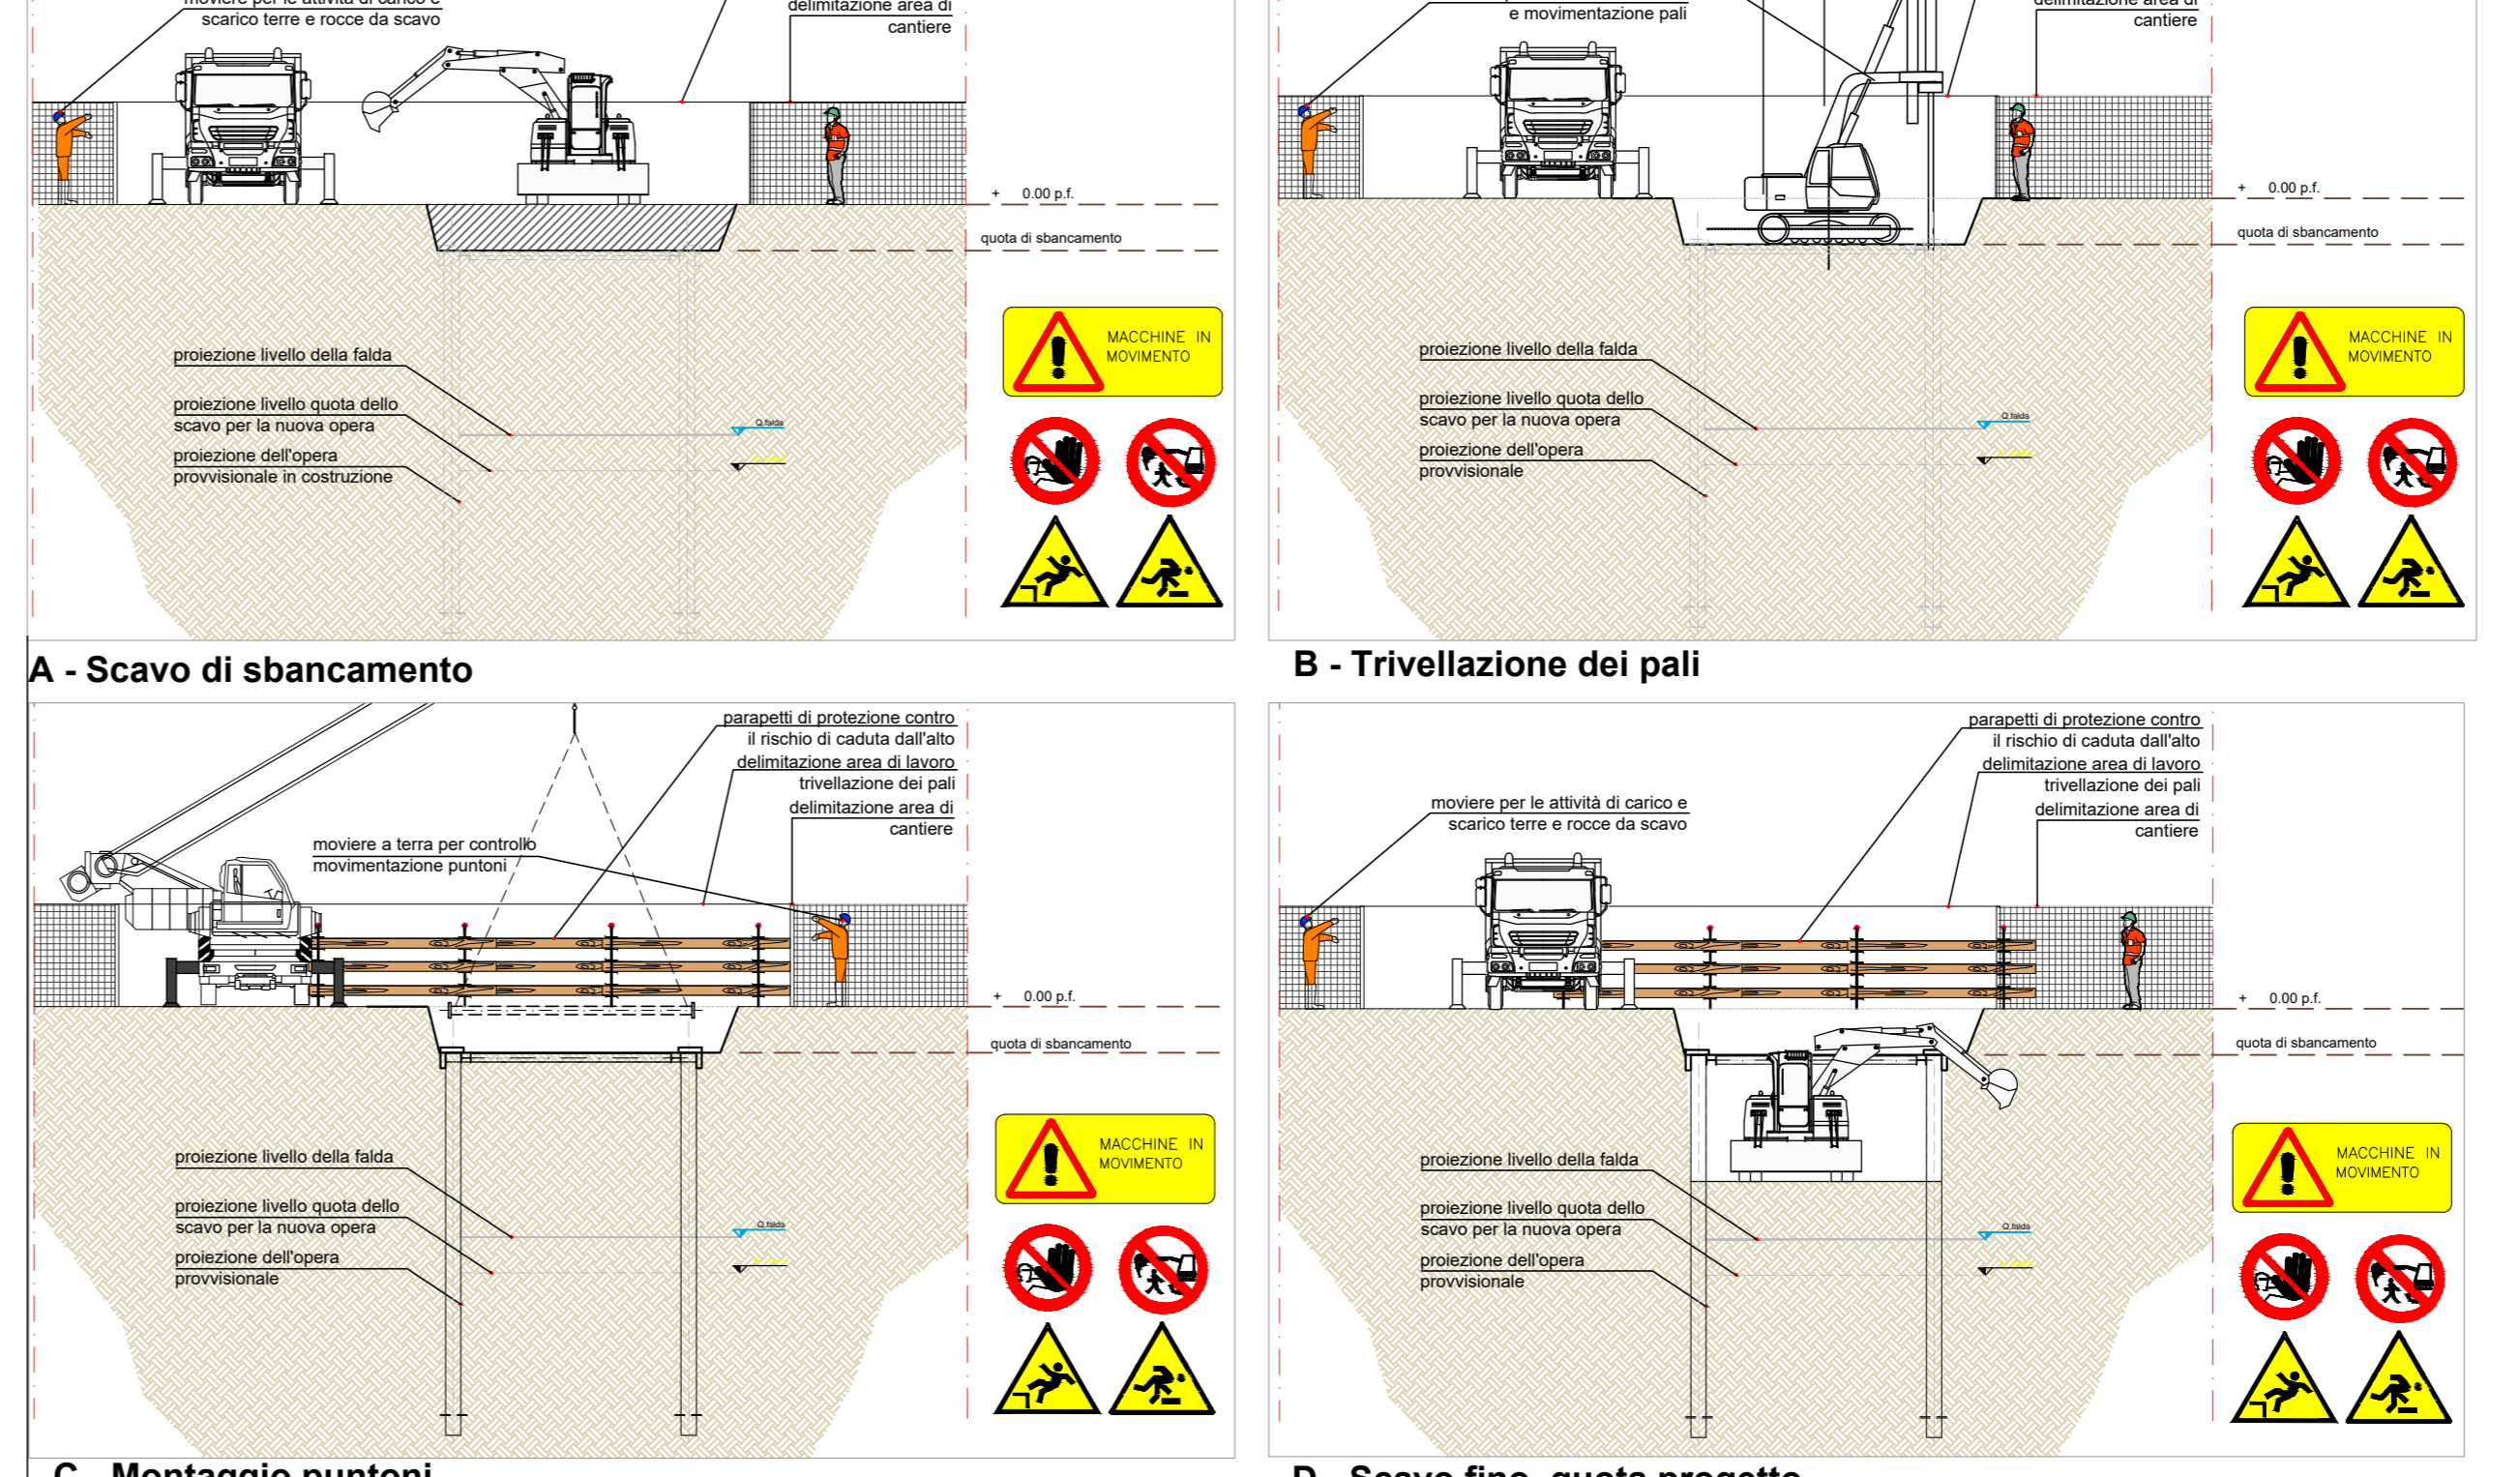 moviere per le attività di carico e
scarico terre e rocce da scavo
delimitazione area di
cantiere
+ 0.00 p.f.
quota di sbancamento
MACCHINE IN
MOVIMENTO
proiezione livello della falda
proiezione livello quota dello
scavo per la nuova opera
proiezione dell'opera
provvisionale in costruzione
Q.falda
A - Scavo di sbancamento
e movimentazione pali
delimitazione area di
cantiere
+ 0.00 p.f.
quota di sbancamento
MACCHINE IN
MOVIMENTO
proiezione livello della falda
proiezione livello quota dello
scavo per la nuova opera
proiezione dell'opera
provvisionale
Q.falda
B - Trivellazione dei pali
parapetti di protezione contro
il rischio di caduta dall'alto
delimitazione area di lavoro
trivellazione dei pali
delimitazione area di
cantiere
moviere a terra per controllo
movimentazione puntoni
+ 0.00 p.f.
quota di sbancamento
MACCHINE IN
MOVIMENTO
proiezione livello della falda
proiezione livello quota dello
scavo per la nuova opera
proiezione dell'opera
provvisionale
Q.falda
C - Montaggio puntoni
parapetti di protezione contro
il rischio di caduta dall'alto
delimitazione area di lavoro
trivellazione dei pali
delimitazione area di
cantiere
moviere per le attività di carico e
scarico terre e rocce da scavo
+ 0.00 p.f.
quota di sbancamento
MACCHINE IN
MOVIMENTO
proiezione livello della falda
proiezione livello quota dello
scavo per la nuova opera
proiezione dell'opera
provvisionale
Q.falda
D - Scavo fino quota progetto